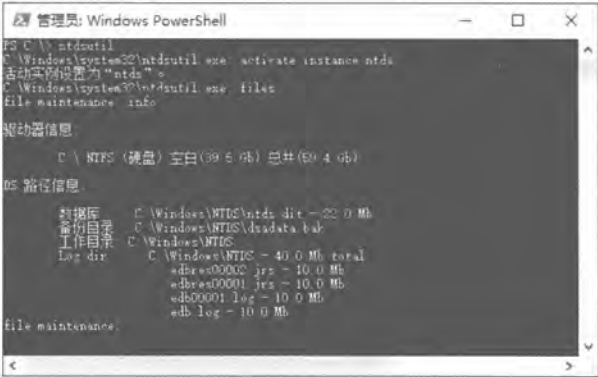 管理员: Windows PowerShell
PS C:\> ntdsutil
C:\Windows\system32\ntdsutil.exe: activate instance ntds
活动实例设置为“ntds”。
C:\Windows\system32\ntdsutil.exe: files
file maintenance: info
驱动器信息:
C:\ NTFS (硬盘) 空白(39.6 Gb) 总共(59.4 Gb)
DS 路径信息:
数据库 : C:\Windows\NTDS\ntds.dit - 22.0 Mb
备份目录 : C:\Windows\NTDS\dsadata.bak
工作目录: C:\Windows\NTDS
Log dir : C:\Windows\NTDS - 40.0 Mb total
edbres00002.jrs - 10.0 Mb
edbres00001.jrs - 10.0 Mb
edb00001.log - 10.0 Mb
edb.log - 10.0 Mb
file maintenance: